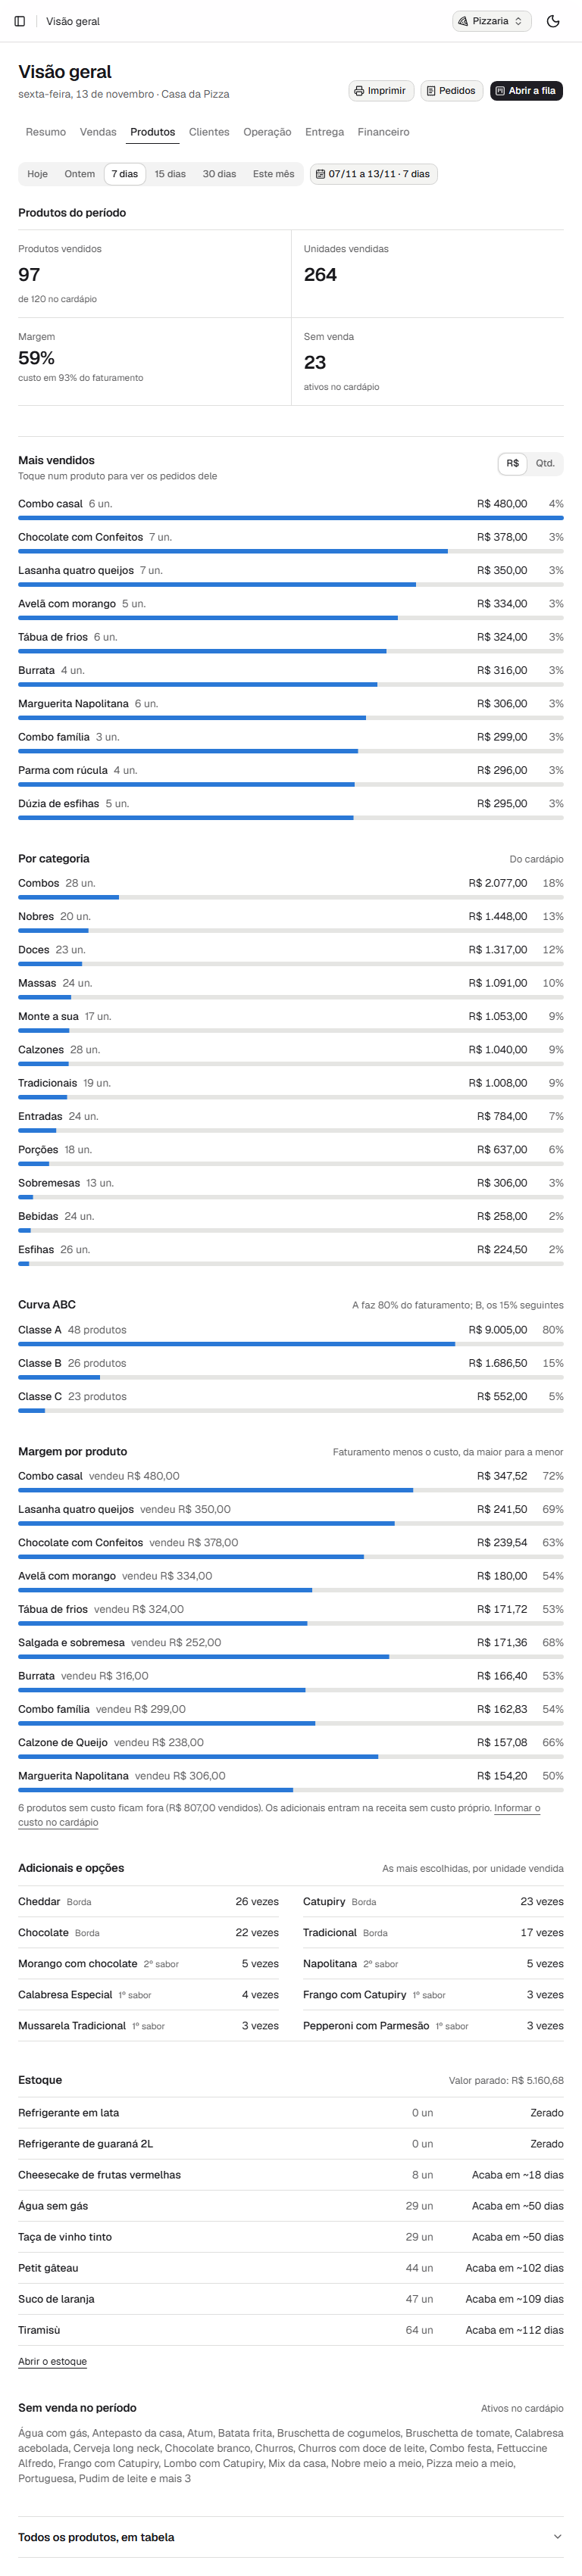 Visão geral
Pizzaria
Visão geral
sexta-feira, 13 de novembro · Casa da Pizza
Imprimir
Pedidos
Abrir a fila
Resumo Vendas Produtos Clientes Operação Entrega Financeiro
Hoje Ontem 7 dias 15 dias 30 dias Este mês
07/11 a 13/11 · 7 dias
Produtos do período
Produtos vendidos
97
de 120 no cardápio
Unidades vendidas
264
Margem
59%
custo em 93% do faturamento
Sem venda
23
ativos no cardápio
Mais vendidos
Toque num produto para ver os pedidos dele
R$ Qtd.
Combo casal 6 un. R$ 480,00 4%
Chocolate com Confeitos 7 un. R$ 378,00 3%
Lasanha quatro queijos 7 un. R$ 350,00 3%
Avelã com morango 5 un. R$ 334,00 3%
Tábua de frios 6 un. R$ 324,00 3%
Burrata 4 un. R$ 316,00 3%
Marguerita Napolitana 6 un. R$ 306,00 3%
Combo família 3 un. R$ 299,00 3%
Parma com rúcula 4 un. R$ 296,00 3%
Dúzia de esfihas 5 un. R$ 295,00 3%
Por categoria Do cardápio
Combos 28 un. R$ 2.077,00 18%
Nobres 20 un. R$ 1.448,00 13%
Doces 23 un. R$ 1.317,00 12%
Massas 24 un. R$ 1.091,00 10%
Monte a sua 17 un. R$ 1.053,00 9%
Calzones 28 un. R$ 1.040,00 9%
Tradicionais 19 un. R$ 1.008,00 9%
Entradas 24 un. R$ 784,00 7%
Porções 18 un. R$ 637,00 6%
Sobremesas 13 un. R$ 306,00 3%
Bebidas 24 un. R$ 258,00 2%
Esfihas 26 un. R$ 224,50 2%
Curva ABC A faz 80% do faturamento; B, os 15% seguintes
Classe A 48 produtos R$ 9.005,00 80%
Classe B 26 produtos R$ 1.686,50 15%
Classe C 23 produtos R$ 552,00 5%
Margem por produto Faturamento menos o custo, da maior para a menor
Combo casal vendeu R$ 480,00 R$ 347,52 72%
Lasanha quatro queijos vendeu R$ 350,00 R$ 241,50 69%
Chocolate com Confeitos vendeu R$ 378,00 R$ 239,54 63%
Avelã com morango vendeu R$ 334,00 R$ 180,00 54%
Tábua de frios vendeu R$ 324,00 R$ 171,72 53%
Salgada e sobremesa vendeu R$ 252,00 R$ 171,36 68%
Burrata vendeu R$ 316,00 R$ 166,40 53%
Combo família vendeu R$ 299,00 R$ 162,83 54%
Calzone de Queijo vendeu R$ 238,00 R$ 157,08 66%
Marguerita Napolitana vendeu R$ 306,00 R$ 154,20 50%
6 produtos sem custo ficam fora (R$ 807,00 vendidos). Os adicionais entram na receita sem custo próprio. Informar o
custo no cardápio
Adicionais e opções As mais escolhidas, por unidade vendida
Cheddar Borda 26 vezes
Catupiry Borda 23 vezes
Chocolate Borda 22 vezes
Tradicional Borda 17 vezes
Morango com chocolate 2º sabor 5 vezes
Napolitana 2º sabor 5 vezes
Calabresa Especial 1º sabor 4 vezes
Frango com Catupiry 1º sabor 3 vezes
Mussarela Tradicional 1º sabor 3 vezes
Pepperoni com Parmesão 1º sabor 3 vezes
Estoque Valor parado: R$ 5.160,68
Refrigerante em lata 0 un Zerado
Refrigerante de guaraná 2L 0 un Zerado
Cheesecake de frutas vermelhas 8 un Acaba em ~18 dias
Água sem gás 29 un Acaba em ~50 dias
Taça de vinho tinto 29 un Acaba em ~50 dias
Petit gâteau 44 un Acaba em ~102 dias
Suco de laranja 47 un Acaba em ~109 dias
Tiramisù 64 un Acaba em ~112 dias
Abrir o estoque
Sem venda no período Ativos no cardápio
Água com gás, Antepasto da casa, Atum, Batata frita, Bruschetta de cogumelos, Bruschetta de tomate, Calabresa
acebolada, Cerveja long neck, Chocolate branco, Churros, Churros com doce de leite, Combo festa, Fettuccine
Alfredo, Frango com Catupiry, Lombo com Catupiry, Mix da casa, Nobre meio a meio, Pizza meio a meio,
Portuguesa, Pudim de leite e mais 3
Todos os produtos, em tabela